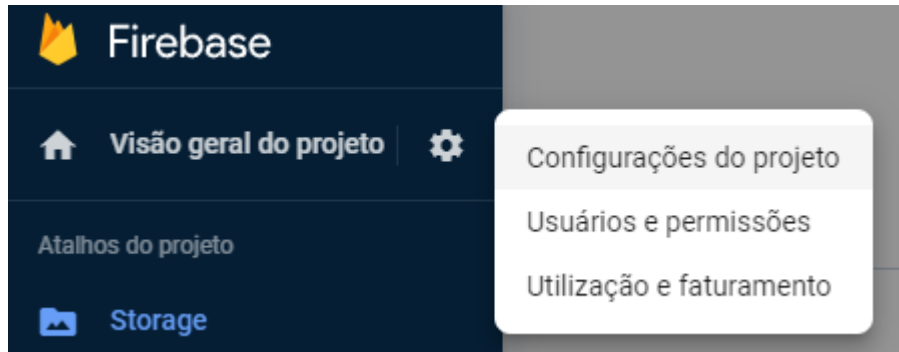 Firebase
Visão geral do projeto
Configurações do projeto
Usuários e permissões
Utilização e faturamento
Atalhos do projeto
Storage